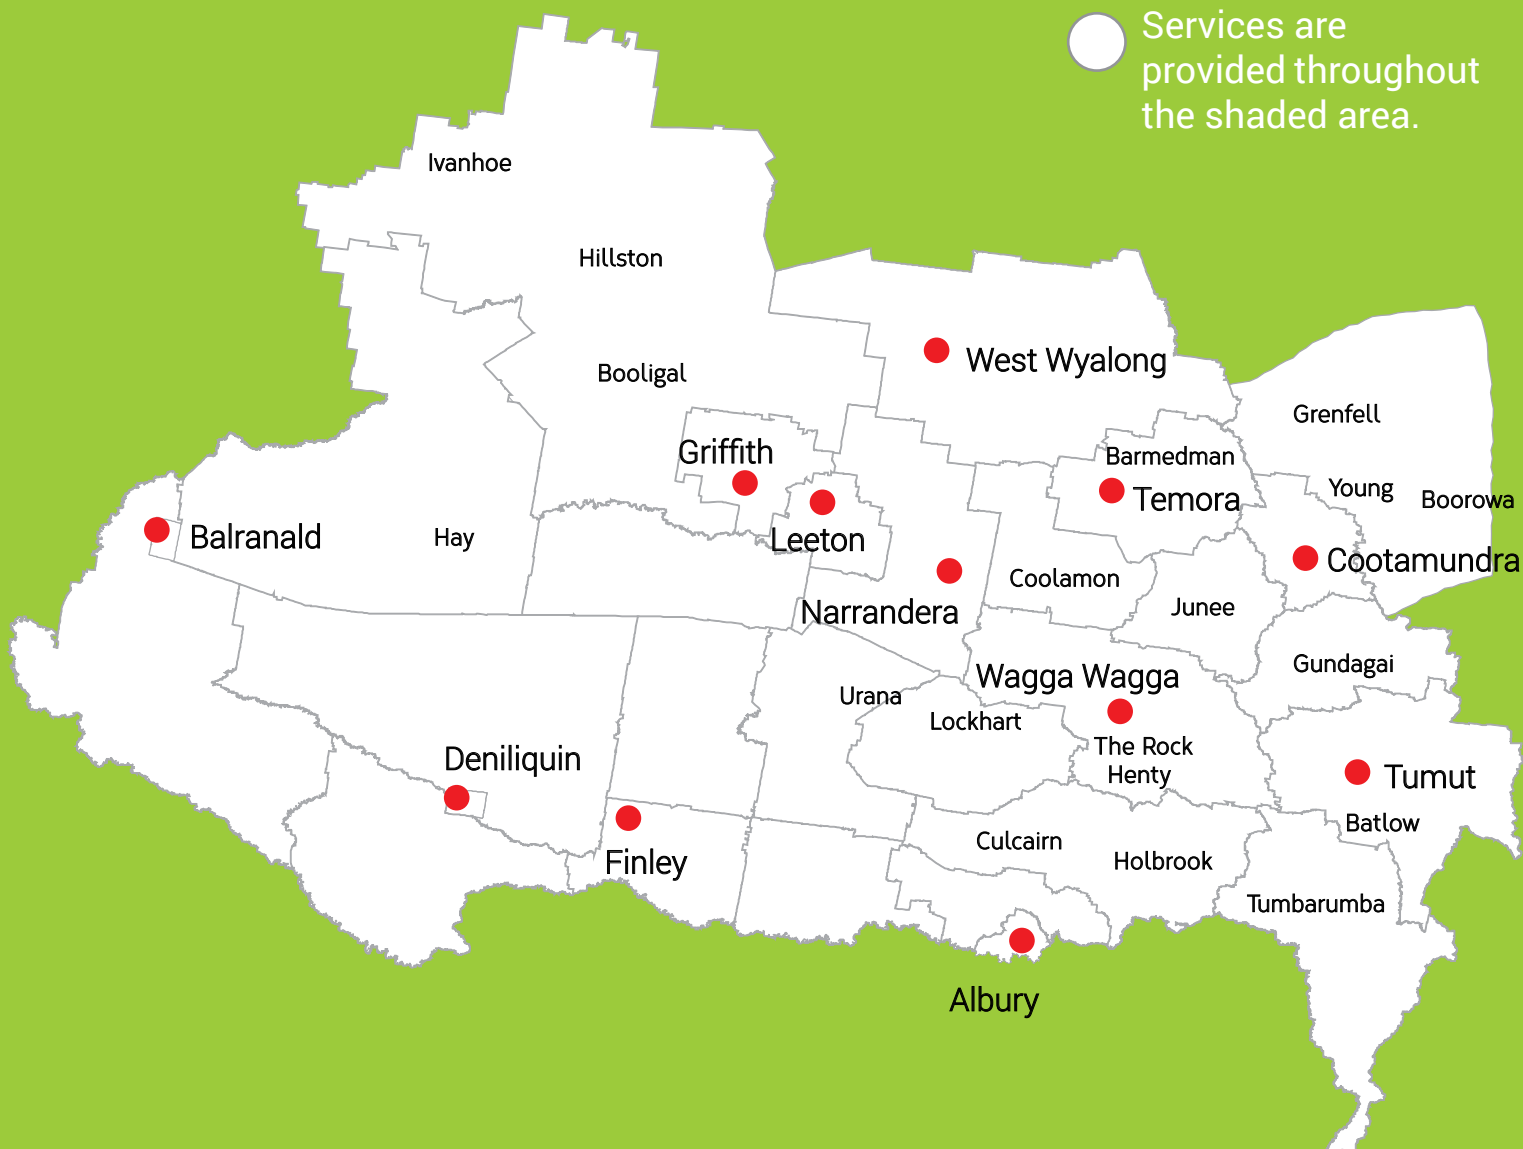 Services are
provided throughout
the shaded area.
Ivanhoe
Hillston
West Wyalong
Booligal
Grenfell
Griffith
Barmedman
Young
Boorowa
Temora
Balranald
Hay
Leeton
Cootamundra
Coolamon
Junee
Narrandera
Gundagai
Wagga Wagga
Urana
Lockhart
The Rock
Henty
Deniliquin
Tumut
Batlow
Culcairn
Finley
Holbrook
Tumbarumba
Albury